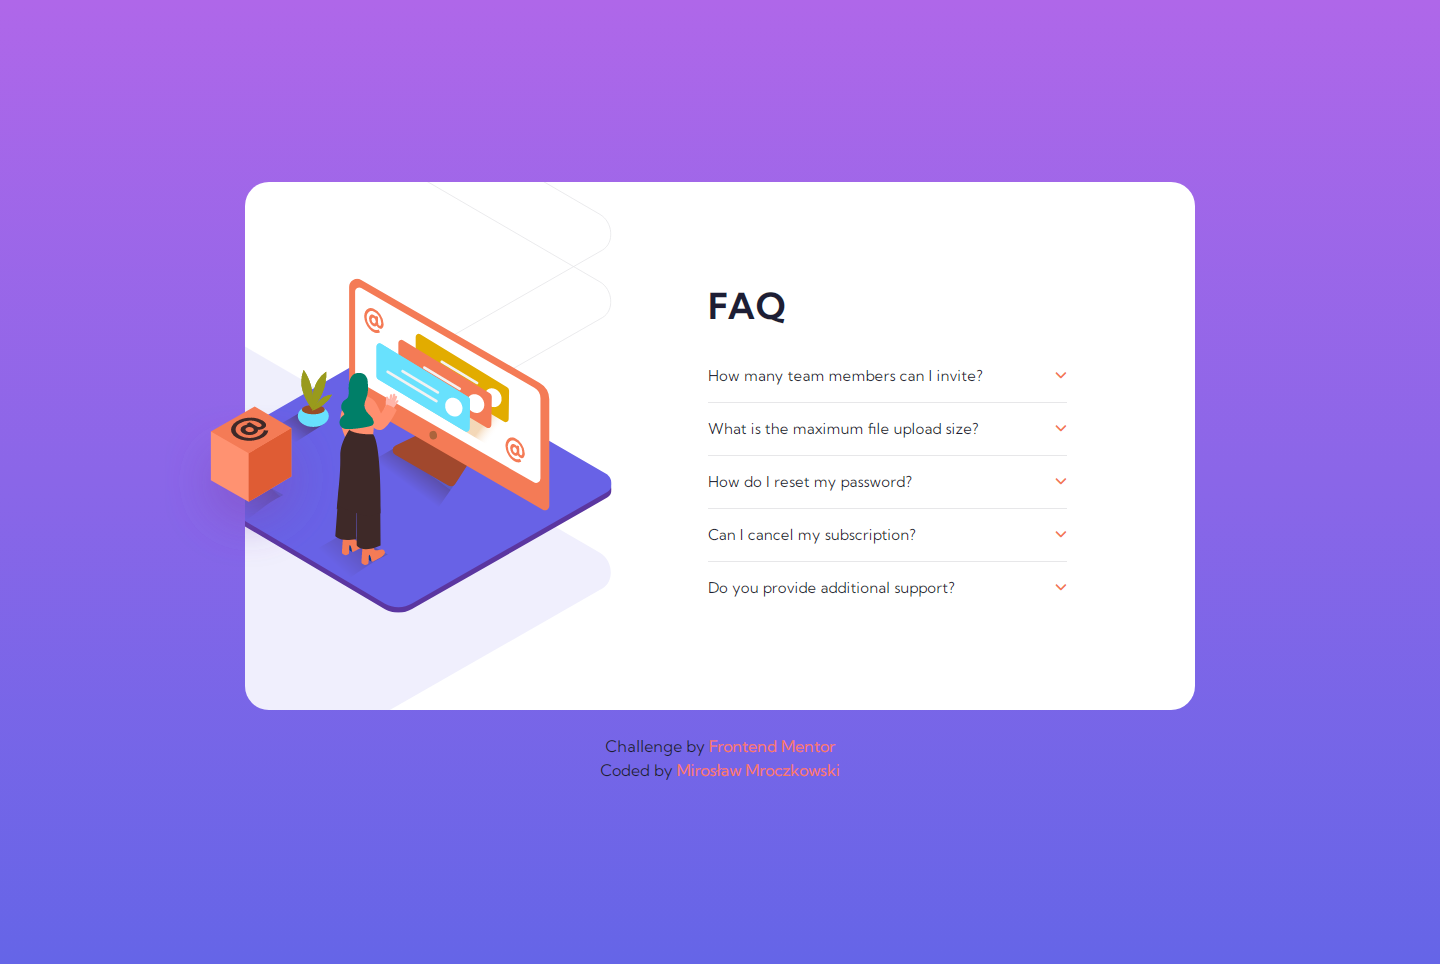 FAQ
How many team members can I invite?
What is the maximum file upload size?
How do I reset my password?
Can I cancel my subscription?
Do you provide additional support?
@
@
@
Challenge by Frontend Mentor
Coded by Mirosław Mroczkowski